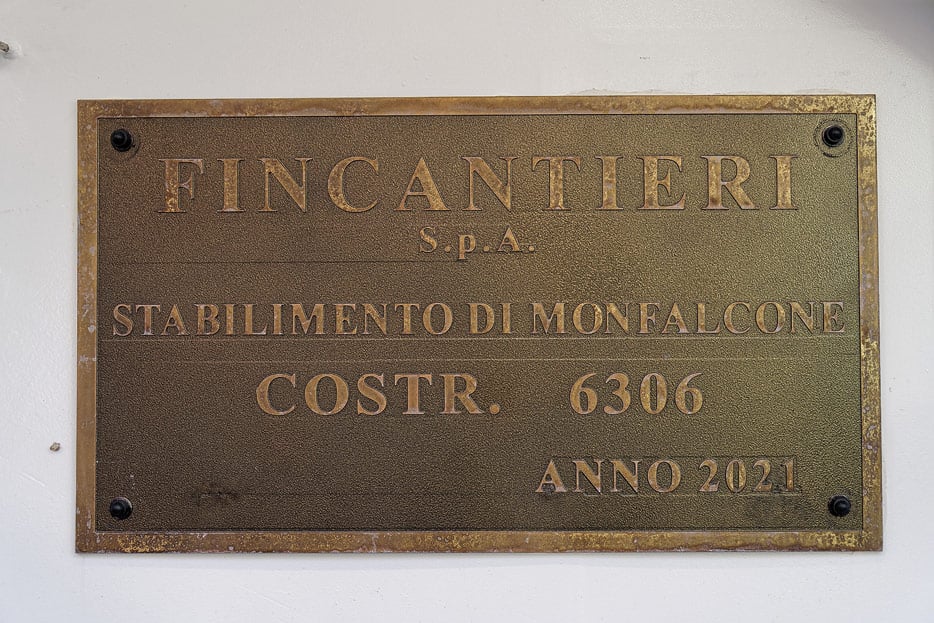 FINCANTIERI
S.p.A.
STABILIMENTO DI MONFALCONE
COSTR. 6306
ANNO 2021